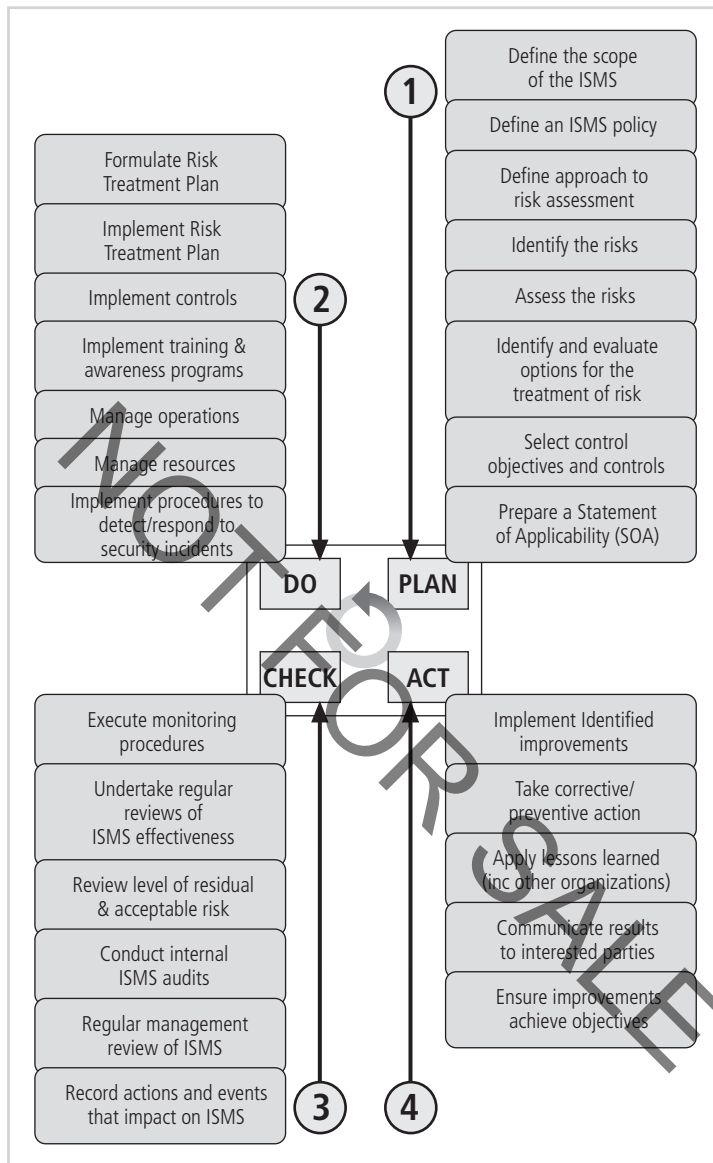 1
Define the scope
of the ISMS
Define an ISMS policy
Define approach to
risk assessment
Identify the risks
Assess the risks
Identify and evaluate
options for the
treatment of risk
Select control
objectives and controls
Prepare a Statement
of Applicability (SOA)
2
Formulate Risk
Treatment Plan
Implement Risk
Treatment Plan
Implement controls
Implement training &
awareness programs
Manage operations
Manage resources
Implement procedures to
detect/respond to
security incidents
DO
PLAN
CHECK
ACT
Execute monitoring
procedures
Undertake regular
reviews of
ISMS effectiveness
Review level of residual
& acceptable risk
Conduct internal
ISMS audits
Regular management
review of ISMS
Record actions and events
that impact on ISMS
3
4
Implement Identified
improvements
Take corrective/
preventive action
Apply lessons learned
(inc other organizations)
Communicate results
to interested parties
Ensure improvements
achieve objectives
NOT FOR SALE